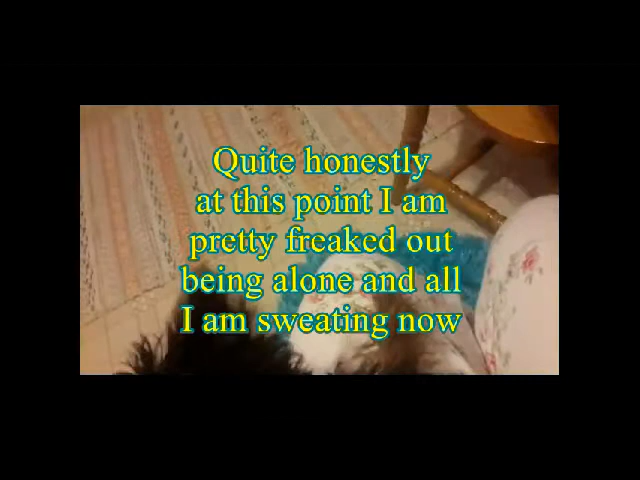 Quite honestly
at this point I am
pretty freaked out
being alone and all
I am sweating now